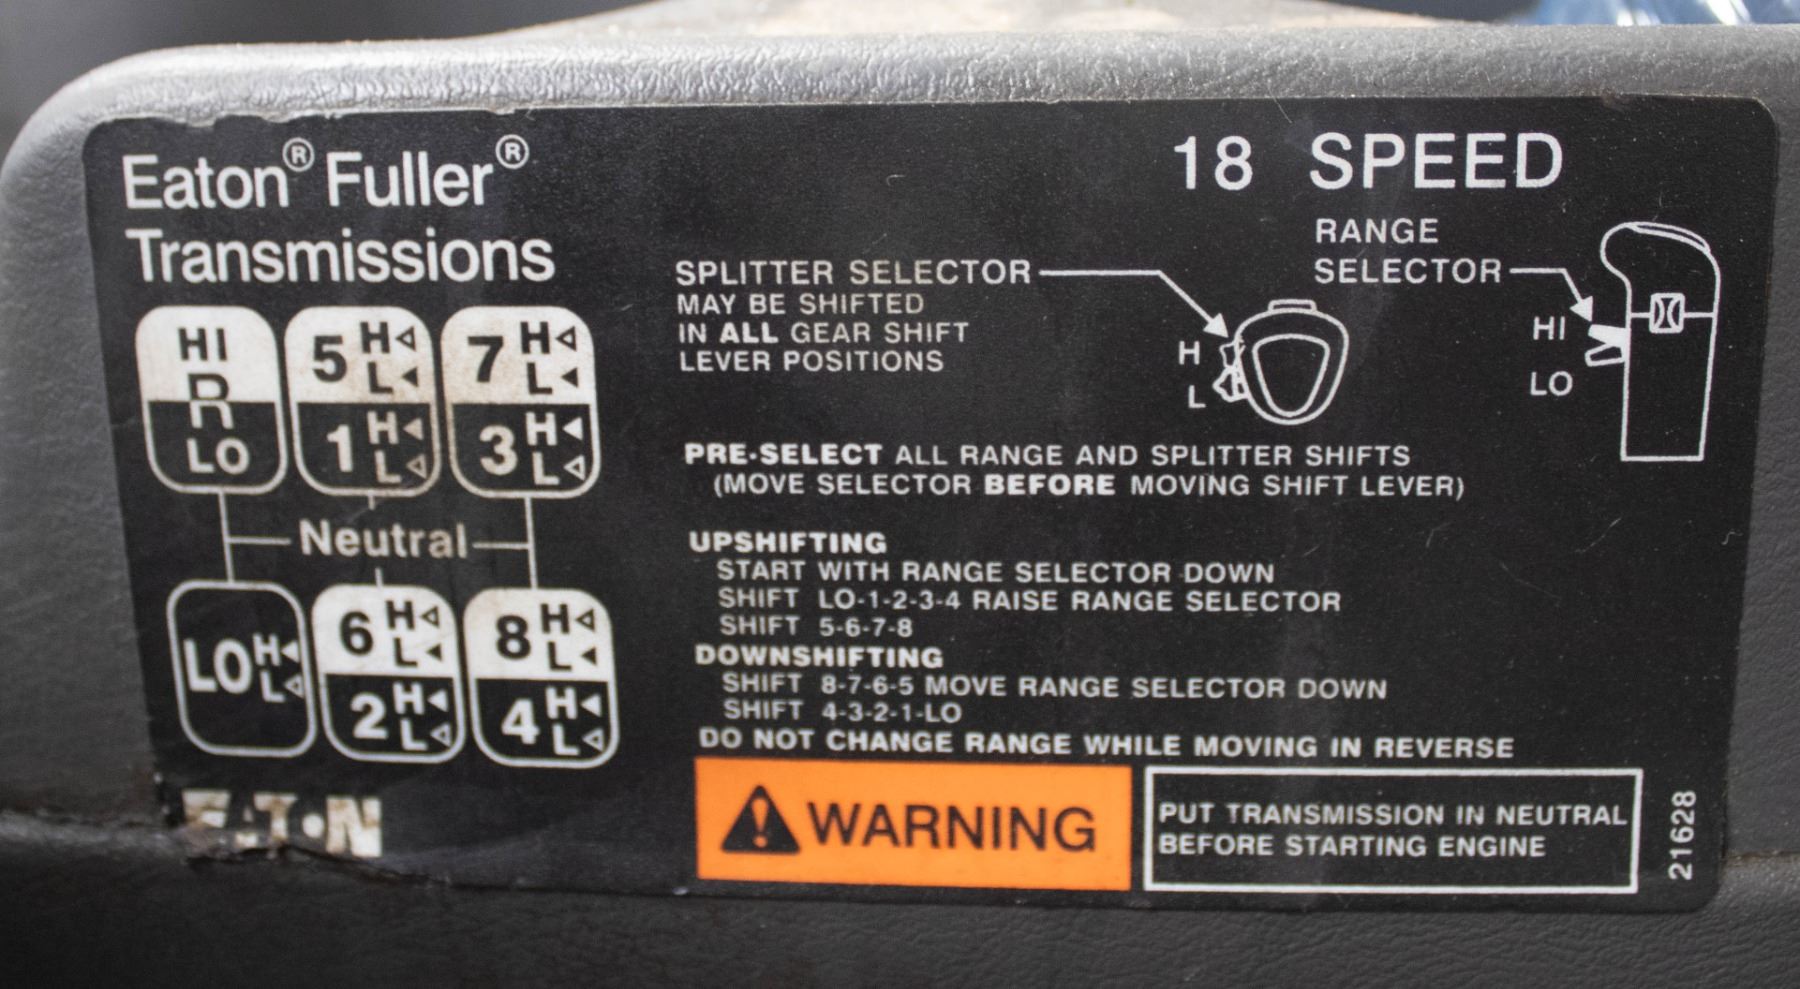 Eaton® Fuller®
Transmissions
18 SPEED
RANGE
SELECTOR
HI
LO
SPLITTER SELECTOR
MAY BE SHIFTED
IN ALL GEAR SHIFT
LEVER POSITIONS
H
L
HI
R
LO
5 H
L
1 H
L
7 H
L
3 H
L
Neutral
LO H
L
6 H
L
2 H
L
8 H
L
4 H
L
EATON
PRE-SELECT ALL RANGE AND SPLITTER SHIFTS
(MOVE SELECTOR BEFORE MOVING SHIFT LEVER)
UPSHIFTING
START WITH RANGE SELECTOR DOWN
SHIFT LO-1-2-3-4 RAISE RANGE SELECTOR
SHIFT 5-6-7-8
DOWNSHIFTING
SHIFT 8-7-6-5 MOVE RANGE SELECTOR DOWN
SHIFT 4-3-2-1-LO
DO NOT CHANGE RANGE WHILE MOVING IN REVERSE
WARNING
PUT TRANSMISSION IN NEUTRAL
BEFORE STARTING ENGINE
21628